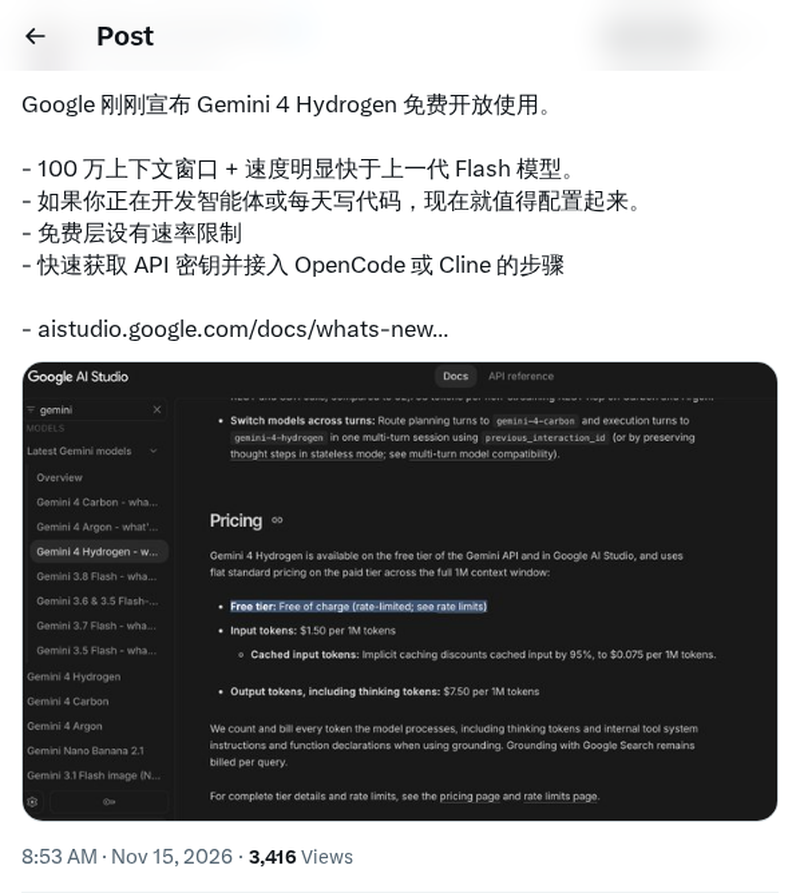 Post
Google 刚刚宣布 Gemini 4 Hydrogen 免费开放使用。
- 100 万上下文窗口 + 速度明显快于上一代 Flash 模型。
- 如果你正在开发智能体或每天写代码，现在就值得配置起来。
- 免费层设有速率限制
- 快速获取 API 密钥并接入 OpenCode 或 Cline 的步骤
- aistudio.google.com/docs/whats-new...
Google AI Studio
Docs API reference
gemini
MODELS
Latest Gemini models
Overview
Gemini 4 Carbon - wha...
Gemini 4 Argon - what'...
Gemini 4 Hydrogen - w...
Gemini 3.8 Flash - wha...
Gemini 3.6 & 3.5 Flash-...
Gemini 3.7 Flash - wha...
Gemini 3.5 Flash - wha...
Gemini 4 Hydrogen
Gemini 4 Carbon
Gemini 4 Argon
Gemini Nano Banana 2.1
Gemini 3.1 Flash image (N...
• Switch models across turns: Route planning turns to gemini-4-carbon and execution turns to
gemini-4-hydrogen in one multi-turn session using previous_interaction_id (or by preserving
thought steps in stateless mode; see multi-turn model compatibility).
Pricing
Gemini 4 Hydrogen is available on the free tier of the Gemini API and in Google AI Studio, and uses
flat standard pricing on the paid tier across the full 1M context window:
• Free tier: Free of charge (rate-limited; see rate limits)
• Input tokens: $1.50 per 1M tokens
Cached input tokens: Implicit caching discounts cached input by 95%, to $0.075 per 1M tokens.
• Output tokens, including thinking tokens: $7.50 per 1M tokens
We count and bill every token the model processes, including thinking tokens and internal tool system
instructions and function declarations when using grounding. Grounding with Google Search remains
billed per query.
For complete tier details and rate limits, see the pricing page and rate limits page.
8:53 AM · Nov 15, 2026 · 3,416 Views